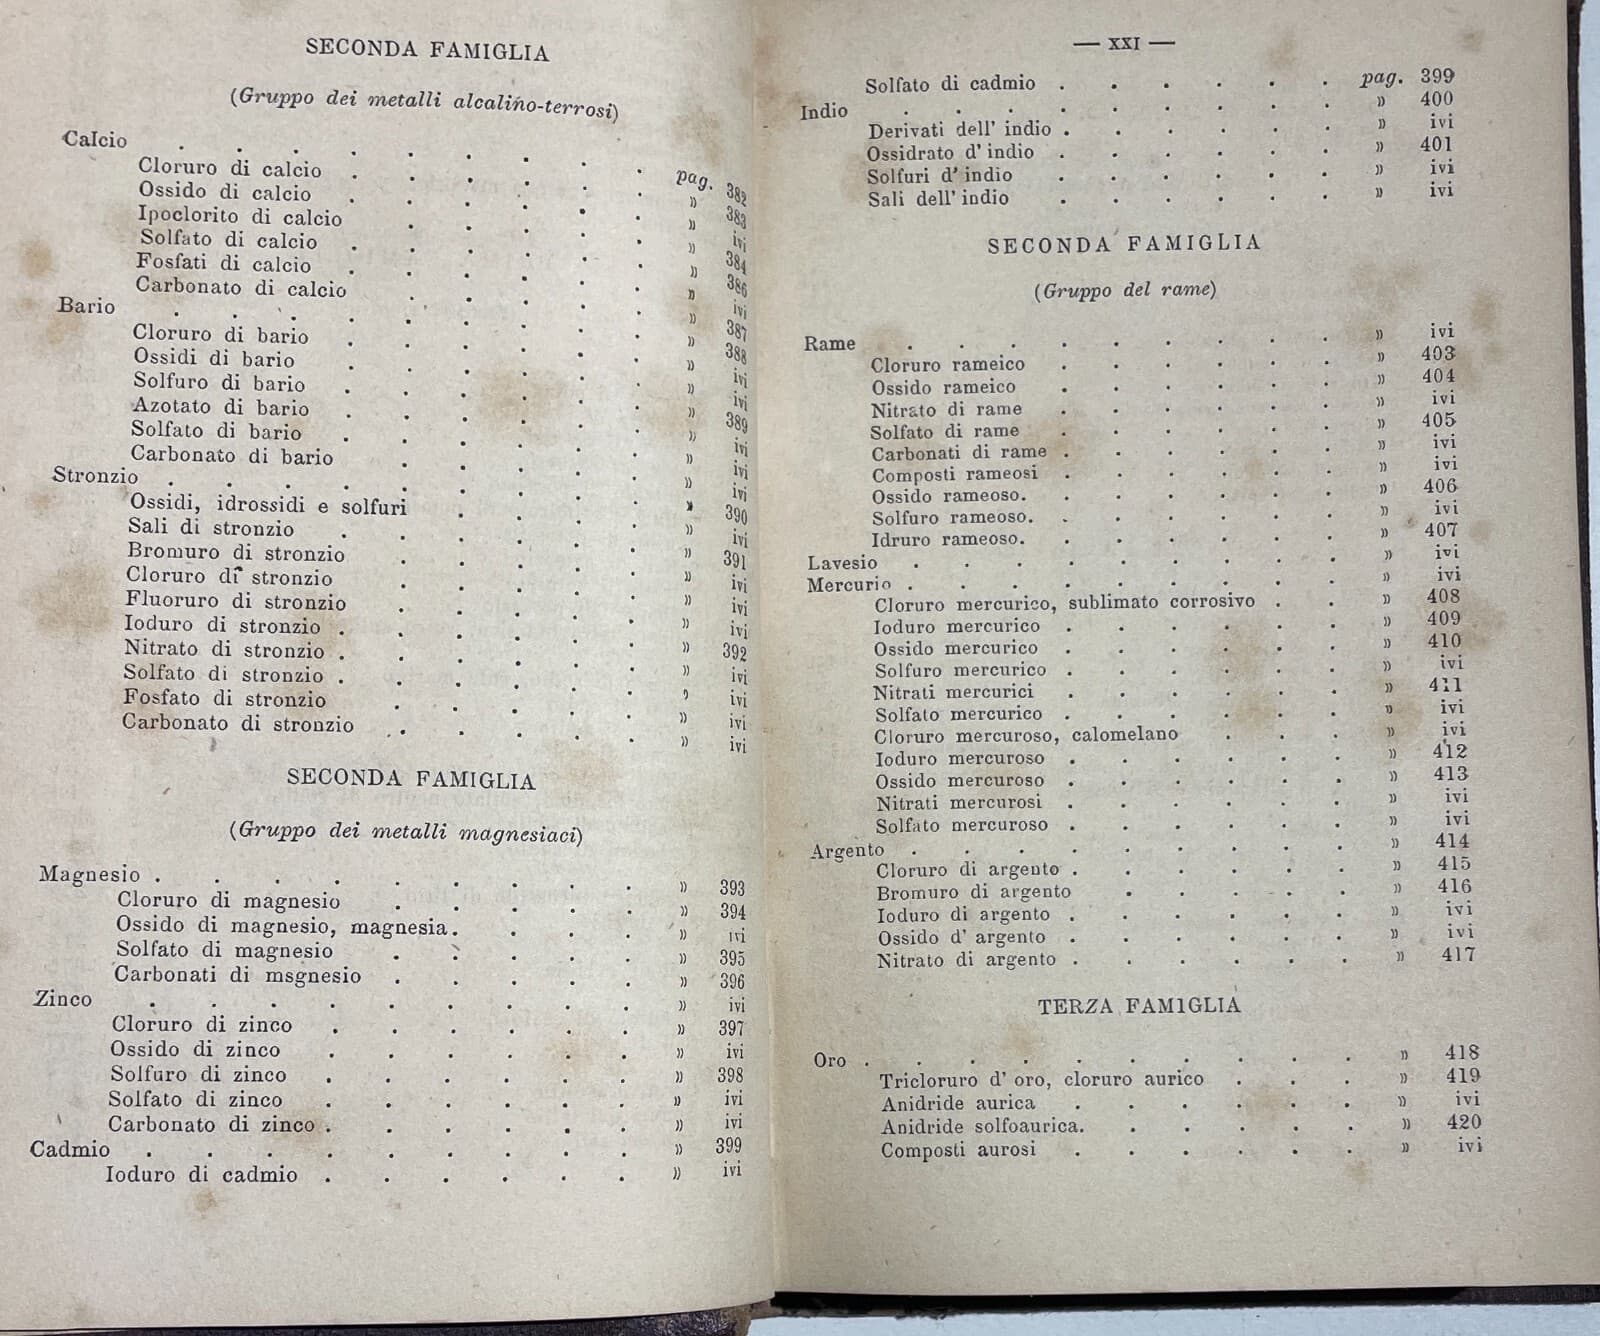 SECONDA FAMIGLIA
(Gruppo dei metalli alcalino-terrosi)
Calcio . . . . . . . . pag. 382
Cloruro di calcio . . . . . . » 383
Ossido di calcio . . . . . . » ivi
Ipoclorito di calcio . . . . . » 384
Solfato di calcio . . . . . . » 386
Fosfati di calcio . . . . . . » ivi
Carbonato di calcio . . . . . » 387
Bario . . . . . . . . » 388
Cloruro di bario . . . . . . » ivi
Ossidi di bario . . . . . . » ivi
Solfuro di bario . . . . . . » 389
Azotato di bario . . . . . . » ivi
Solfato di bario . . . . . . » ivi
Carbonato di bario . . . . . » ivi
Stronzio . . . . . . . . » 390
Ossidi, idrossidi e solfuri . . . . » ivi
Sali di stronzio . . . . . . » 391
Bromuro di stronzio . . . . . » ivi
Cloruro di stronzio . . . . . » ivi
Fluoruro di stronzio . . . . . » ivi
Ioduro di stronzio . . . . . . » 392
Nitrato di stronzio . . . . . . » ivi
Solfato di stronzio . . . . . . » ivi
Fosfato di stronzio . . . . . » ivi
Carbonato di stronzio . . . . . » ivi
SECONDA FAMIGLIA
(Gruppo dei metalli magnesiaci)
Magnesio . . . . . . . . . » 393
Cloruro di magnesio . . . . . » 394
Ossido di magnesio, magnesia. . . . » ivi
Solfato di magnesio . . . . . » 395
Carbonati di msgnesio . . . . . » 396
Zinco . . . . . . . . . » ivi
Cloruro di zinco . . . . . . » 397
Ossido di zinco . . . . . . » ivi
Solfuro di zinco . . . . . . » 398
Solfato di zinco . . . . . . » ivi
Carbonato di zinco . . . . . . » ivi
Cadmio . . . . . . . . . » 399
Ioduro di cadmio . . . . . . » ivi
— XXI —
Solfato di cadmio . . . . . . pag. 399
Indio . . . . . . . . . » 400
Derivati dell' indio . . . . . . » ivi
Ossidrato d' indio . . . . . . » 401
Solfuri d' indio . . . . . . » ivi
Sali dell' indio . . . . . . » ivi
SECONDA FAMIGLIA
(Gruppo del rame)
Rame . . . . . . . . . » ivi
Cloruro rameico . . . . . . » 403
Ossido rameico . . . . . . » 404
Nitrato di rame . . . . . . » ivi
Solfato di rame . . . . . . » 405
Carbonati di rame . . . . . . » ivi
Composti rameosi . . . . . . » ivi
Ossido rameoso. . . . . . . » 406
Solfuro rameoso. . . . . . . » ivi
Idruro rameoso. . . . . . . » 407
Lavesio . . . . . . . . . » ivi
Mercurio . . . . . . . . . » ivi
Cloruro mercurico, sublimato corrosivo . . » 408
Ioduro mercurico . . . . . . » 409
Ossido mercurico . . . . . . » 410
Solfuro mercurico . . . . . . » ivi
Nitrati mercurici . . . . . . » 411
Solfato mercurico . . . . . . » ivi
Cloruro mercuroso, calomelano . . . » ivi
Ioduro mercuroso . . . . . . » 412
Ossido mercuroso . . . . . . » 413
Nitrati mercurosi . . . . . . » ivi
Solfato mercuroso . . . . . . » ivi
Argento . . . . . . . . . » 414
Cloruro di argento . . . . . . » 415
Bromuro di argento . . . . . » 416
Ioduro di argento . . . . . . » ivi
Ossido d' argento . . . . . . » ivi
Nitrato di argento . . . . . . » 417
TERZA FAMIGLIA
Oro . . . . . . . . . . » 418
Tricloruro d' oro, cloruro aurico . . . » 419
Anidride aurica . . . . . . » ivi
Anidride solfoaurica. . . . . . » 420
Composti aurosi . . . . . . » ivi